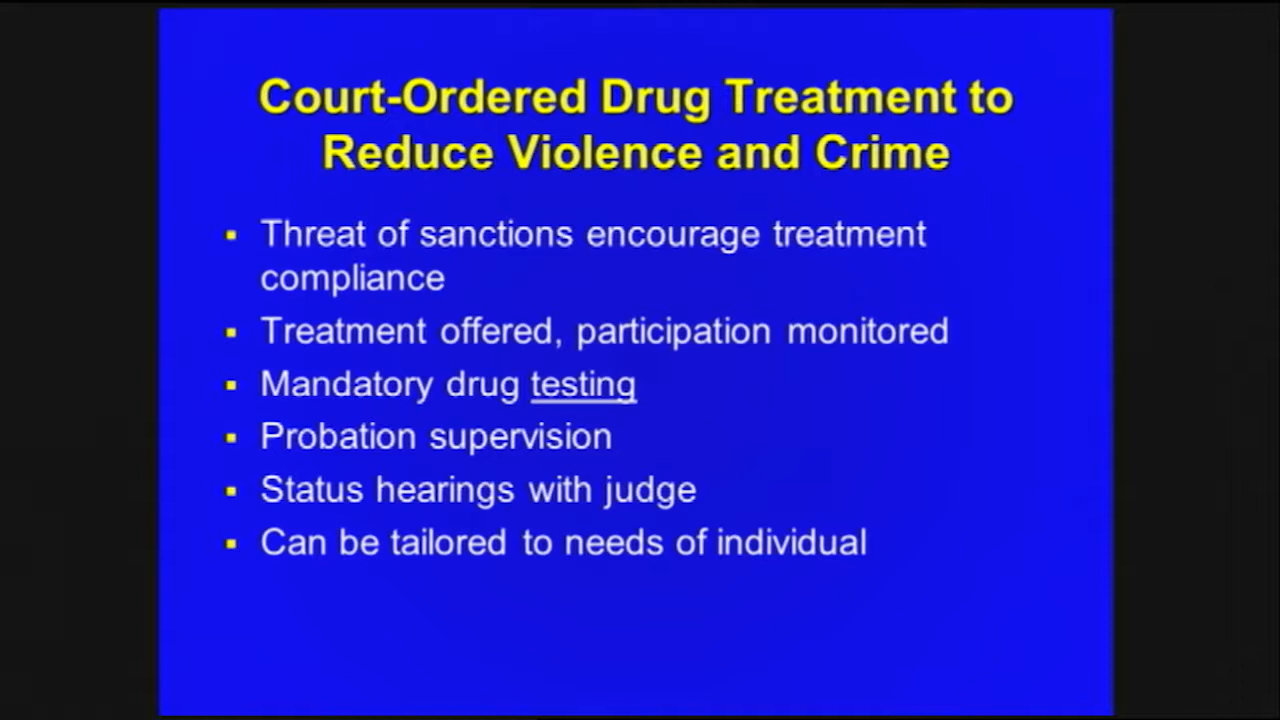 Court-Ordered Drug Treatment to
Reduce Violence and Crime
▪ Threat of sanctions encourage treatment
compliance
▪ Treatment offered, participation monitored
▪ Mandatory drug testing
▪ Probation supervision
▪ Status hearings with judge
▪ Can be tailored to needs of individual